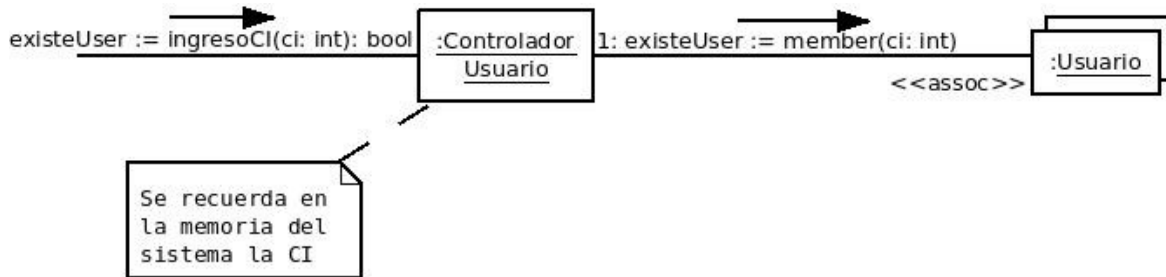 existeUser := ingresoCI(ci: int): bool
:Controlador
Usuario
1: existeUser := member(ci: int)
<<assoc>>
:Usuario
Se recuerda en
la memoria del
sistema la CI